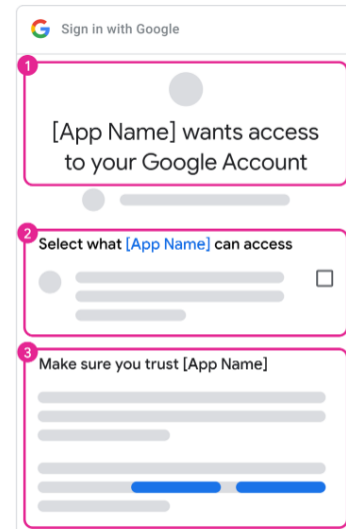 Sign in with Google
1
[App Name] wants access
to your Google Account
2
Select what [App Name] can access
3
Make sure you trust [App Name]